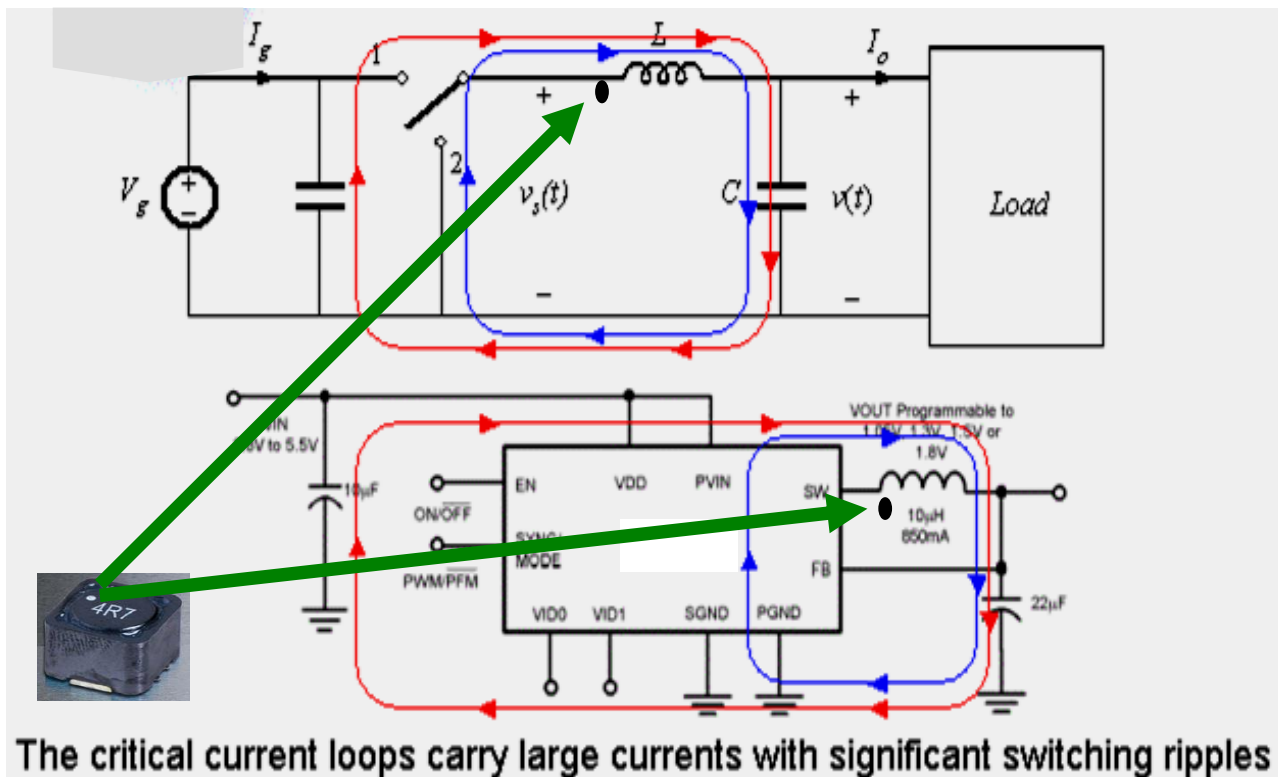 I_g
1
L
I_o
+
+
2
V_g
+
−
v_s(t)
C
v(t)
Load
−
−
VOUT Programmable to
1.3V
1.8V
to 5.5V
10μF
EN
VDD
PVIN
SW
ON/OFF
10μH
850mA
MODE
FB
PWM/PFM
4R7
VID0
VID1
SGND
PGND
22μF
The critical current loops carry large currents with significant switching ripples